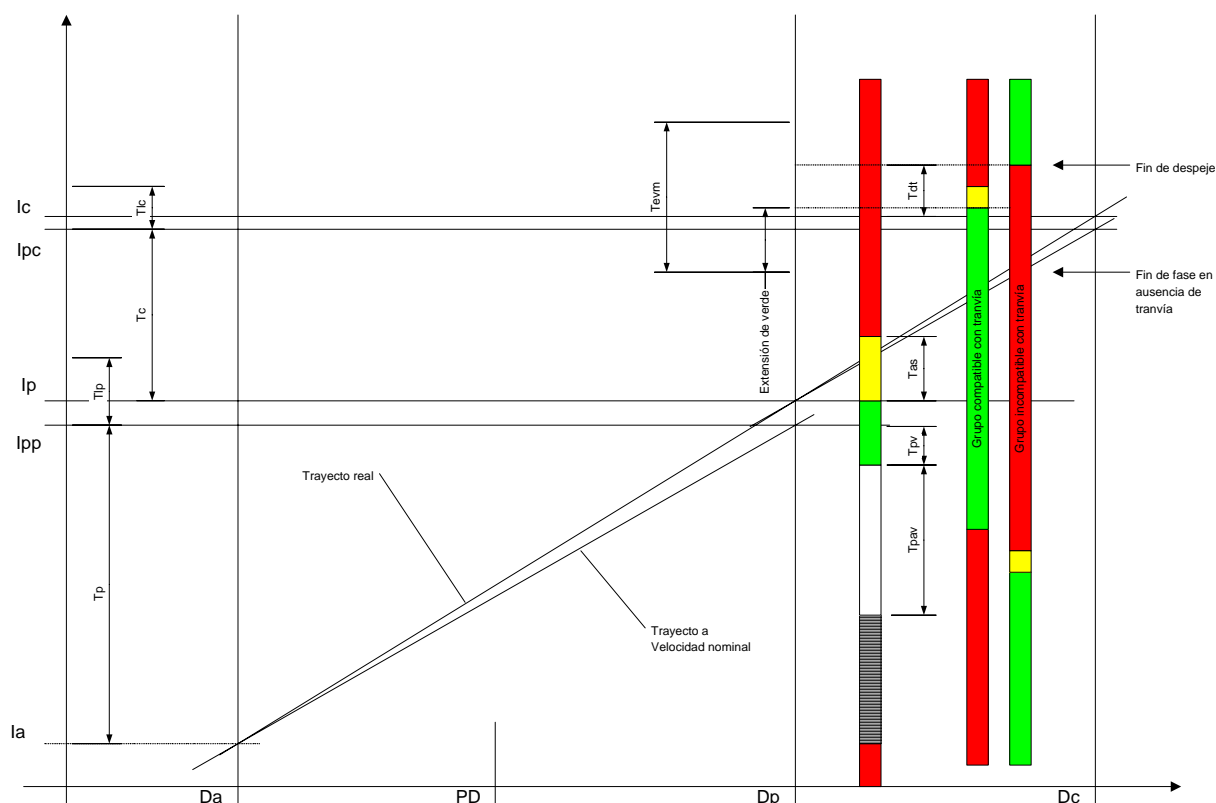 Fin de despeje
Tdt
Tevm
Ic
TIc
Ipc
Fin de fase en
ausencia de
tranvía
Tc
Extensión de verde
Grupo compatible con tranvía
Grupo incompatible con tranvía
Tas
Ip
TIp
Ipp
Tpv
Trayecto real
Tpav
Tp
Trayecto a
Velocidad nominal
Ia
Da
PD
Dp
Dc